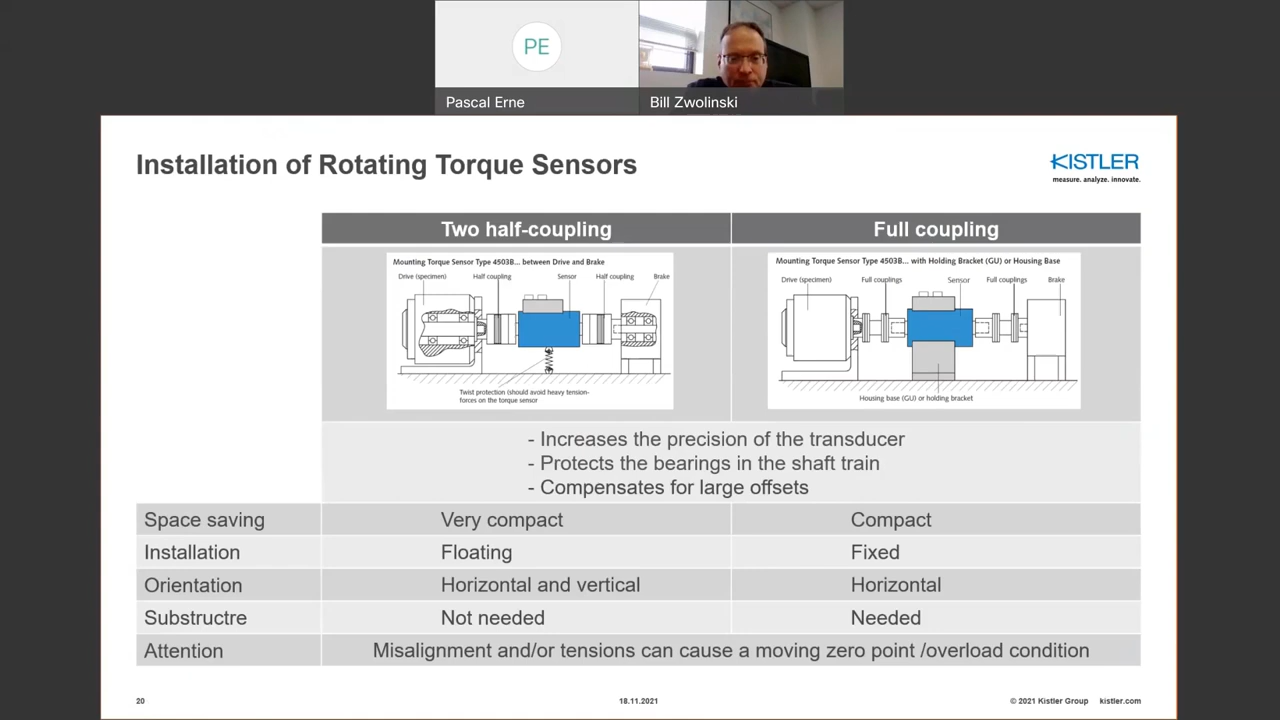 PE
Pascal Erne
Bill Zwolinski
Installation of Rotating Torque Sensors
KISTLER
measure. analyze. innovate.
Two half-coupling
Full coupling
Mounting Torque Sensor Type 4503B... between Drive and Brake
Drive (specimen) Half coupling Sensor Half coupling Brake
Twist protection (should avoid heavy tension-
forces on the torque sensor
Mounting Torque Sensor Type 4503B... with Holding Bracket (GU) or Housing Base
Drive (specimen) Full couplings Sensor Full couplings Brake
Housing base (GU) or holding bracket
- Increases the precision of the transducer
- Protects the bearings in the shaft train
- Compensates for large offsets
Space saving Very compact Compact
Installation Floating Fixed
Orientation Horizontal and vertical Horizontal
Substructre Not needed Needed
Attention Misalignment and/or tensions can cause a moving zero point /overload condition
20 18.11.2021 © 2021 Kistler Group kistler.com